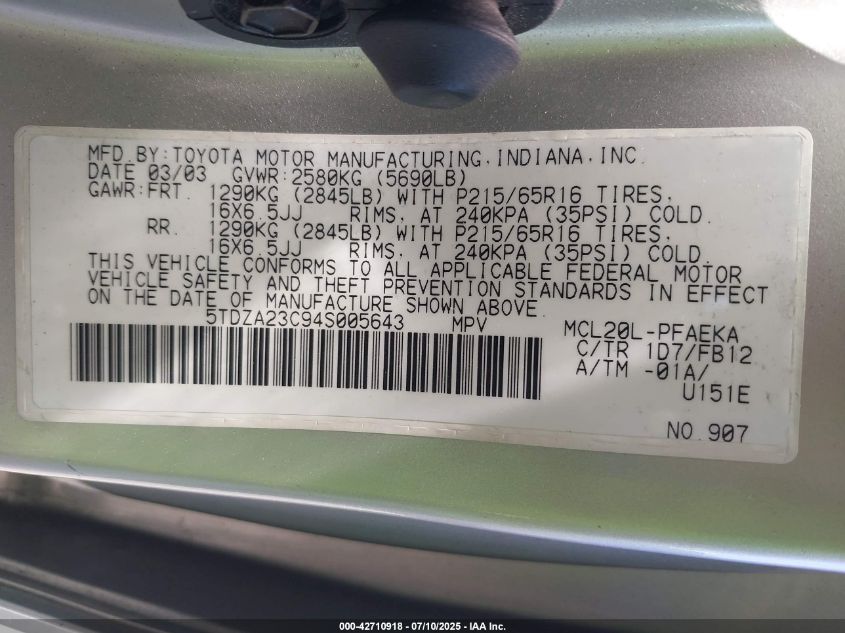 MFD.BY:TOYOTA MOTOR MANUFACTURING.INDIANA.INC.
DATE 03/03 GVWR:2580KG (5690LB)
GAWR:FRT. 1290KG (2845LB) WITH P215/65R16 TIRES.
16X6.5JJ RIMS. AT 240KPA (35PSI) COLD.
RR. 1290KG (2845LB) WITH P215/65R16 TIRES.
16X6.5JJ RIMS. AT 240KPA (35PSI) COLD.
THIS VEHICLE CONFORMS TO ALL APPLICABLE FEDERAL MOTOR
VEHICLE SAFETY AND THEFT PREVENTION STANDARDS IN EFFECT
ON THE DATE OF MANUFACTURE SHOWN ABOVE.
5TDZA23C94S005643 MPV MCL20L-PFAEKA
C/TR 1D7/FB12
A/TM -01A/
U151E
NO.907
000-42710918 - 07/10/2025 - IAA Inc.